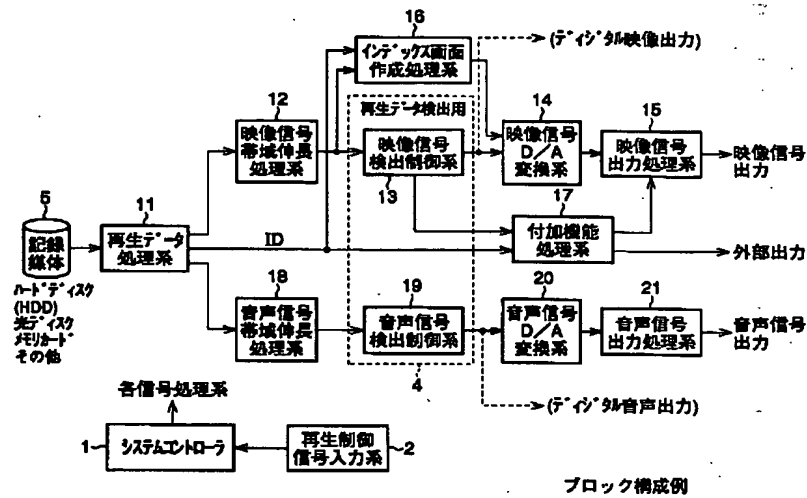 16
インデックス画面
作成処理系
(ディジタル映像出力)
12
映像信号
帯域伸長
処理系
再生データ検出用
映像信号
検出制御系
13
14
映像信号
D/A
変換系
15
映像信号
出力処理系
映像信号
出力
5
記録
媒体
ハードディスク
(HDD)
光ディスク
メモリカード
その他
11
再生データ
処理系
ID
17
付加機能
処理系
外部出力
18
音声信号
帯域伸長
処理系
19
音声信号
検出制御系
4
20
音声信号
D/A
変換系
21
音声信号
出力処理系
音声信号
出力
(ディジタル音声出力)
各信号処理系
1
システムコントローラ
再生制御
信号入力系
2
ブロック構成例